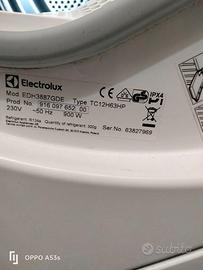 Electrolux
IPX4
Mod. EDH3887GDE Type TC12H63HP
Prod.No. 916 097 652 00
230V ~50 Hz 900 W
Refrigerant R134a Quantity of refrigerant 300g
Ser.No. 63827969
OPPO A53s
subito